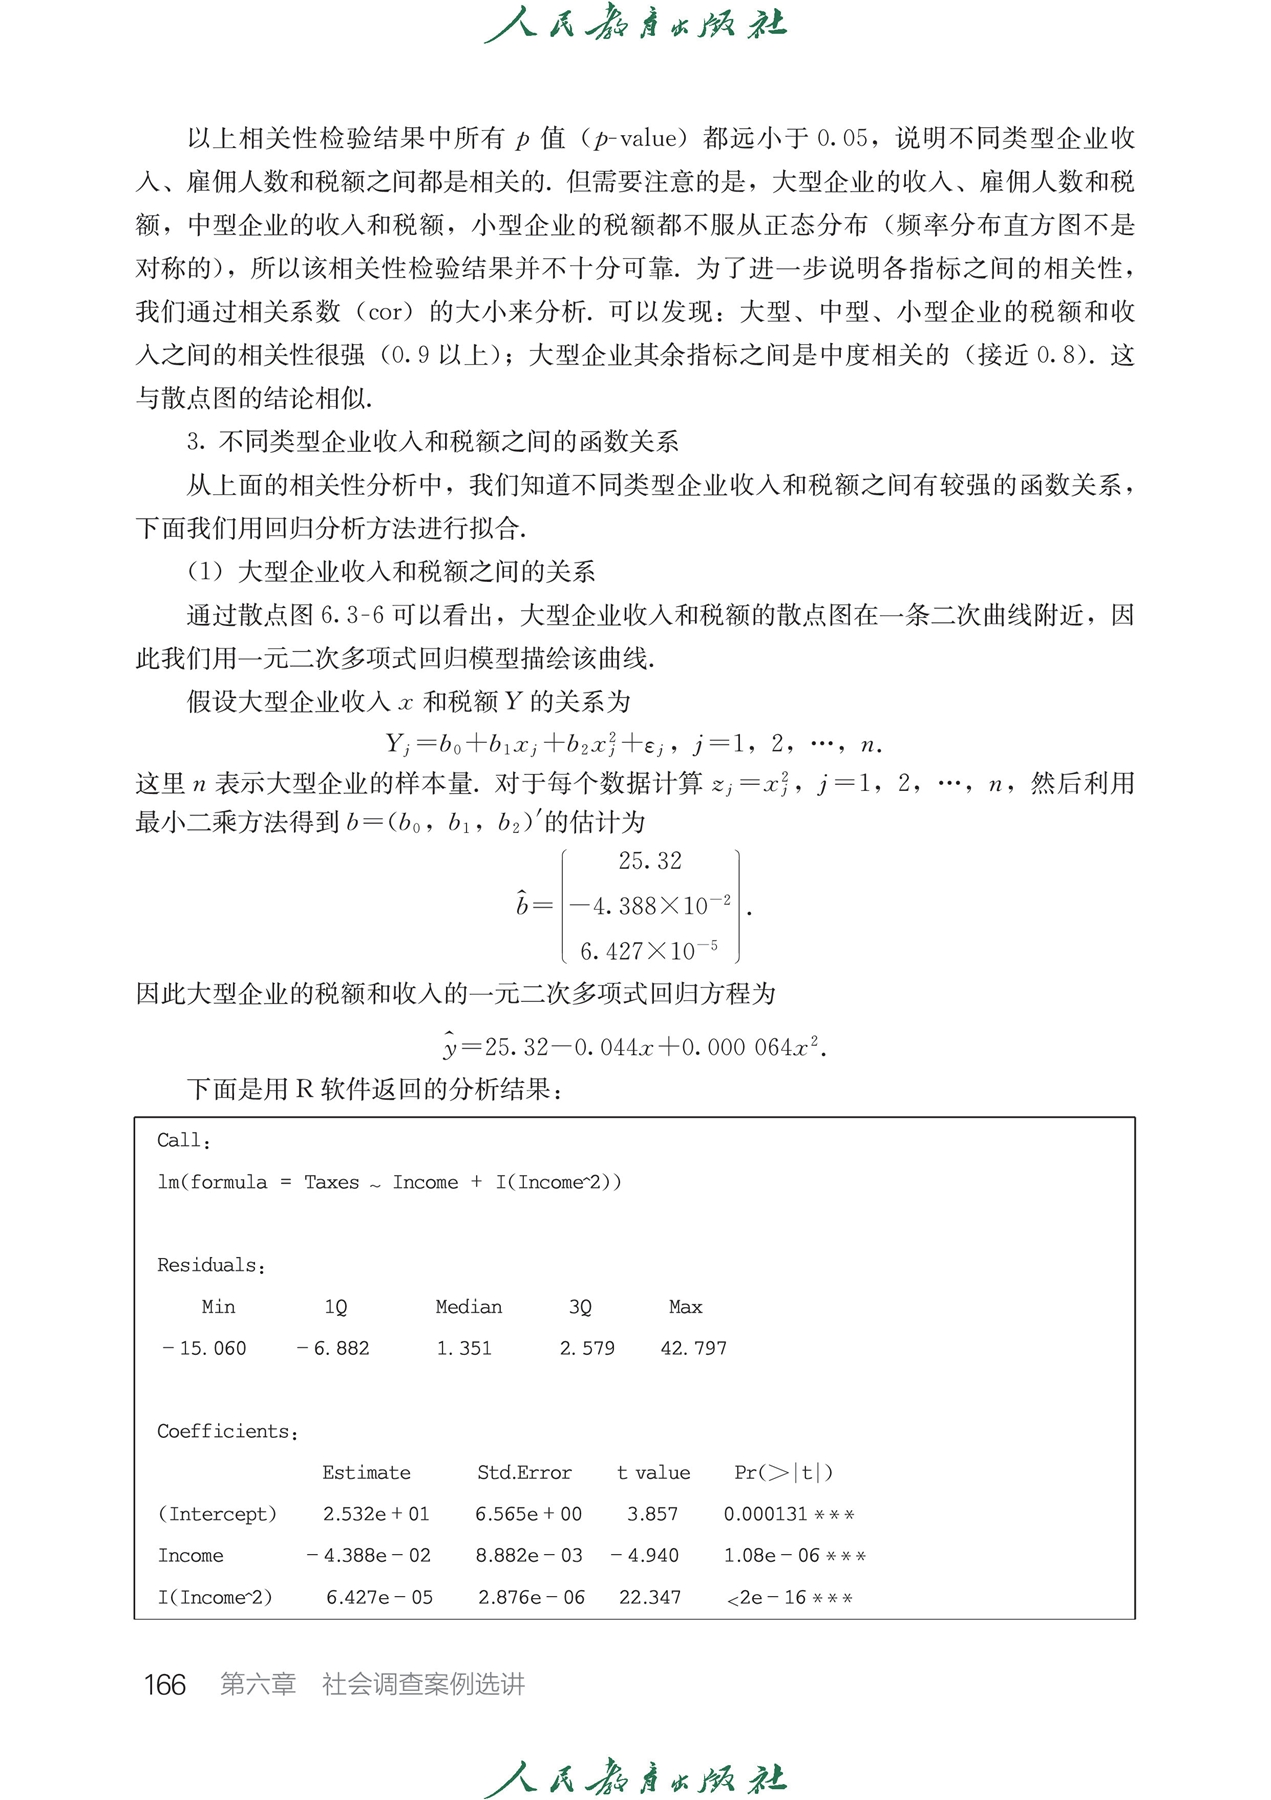 人民教育出版社
以上相关性检验结果中所有 p 值（p-value）都远小于 0.05，说明不同类型企业收
入、雇佣人数和税额之间都是相关的. 但需要注意的是，大型企业的收入、雇佣人数和税
额，中型企业的收入和税额，小型企业的税额都不服从正态分布（频率分布直方图不是
对称的），所以该相关性检验结果并不十分可靠. 为了进一步说明各指标之间的相关性，
我们通过相关系数（cor）的大小来分析. 可以发现：大型、中型、小型企业的税额和收
入之间的相关性很强（0.9 以上）；大型企业其余指标之间是中度相关的（接近 0.8）. 这
与散点图的结论相似.
3. 不同类型企业收入和税额之间的函数关系
从上面的相关性分析中，我们知道不同类型企业收入和税额之间有较强的函数关系，
下面我们用回归分析方法进行拟合.
（1）大型企业收入和税额之间的关系
通过散点图 6.3-6 可以看出，大型企业收入和税额的散点图在一条二次曲线附近，因
此我们用一元二次多项式回归模型描绘该曲线.
假设大型企业收入 x 和税额 Y 的关系为
Y_j=b_0+b_1x_j+b_2x_j^2+ε_j，j=1，2，…，n.
这里 n 表示大型企业的样本量. 对于每个数据计算 z_j=x_j^2，j=1，2，…，n，然后利用
最小二乘方法得到 b=(b_0，b_1，b_2)′的估计为
25.32
b̂= −4.388×10⁻² .
6.427×10⁻⁵
因此大型企业的税额和收入的一元二次多项式回归方程为
ŷ=25.32−0.044x+0.000 064x².
下面是用 R 软件返回的分析结果：
Call:
lm(formula = Taxes ~ Income + I(Income^2))
Residuals:
Min 1Q Median 3Q Max
-15.060 -6.882 1.351 2.579 42.797
Coefficients:
Estimate Std.Error t value Pr(>|t|)
(Intercept) 2.532e+01 6.565e+00 3.857 0.000131 ***
Income -4.388e-02 8.882e-03 -4.940 1.08e-06 ***
I(Income^2) 6.427e-05 2.876e-06 22.347 <2e-16 ***
166 第六章 社会调查案例选讲
人民教育出版社